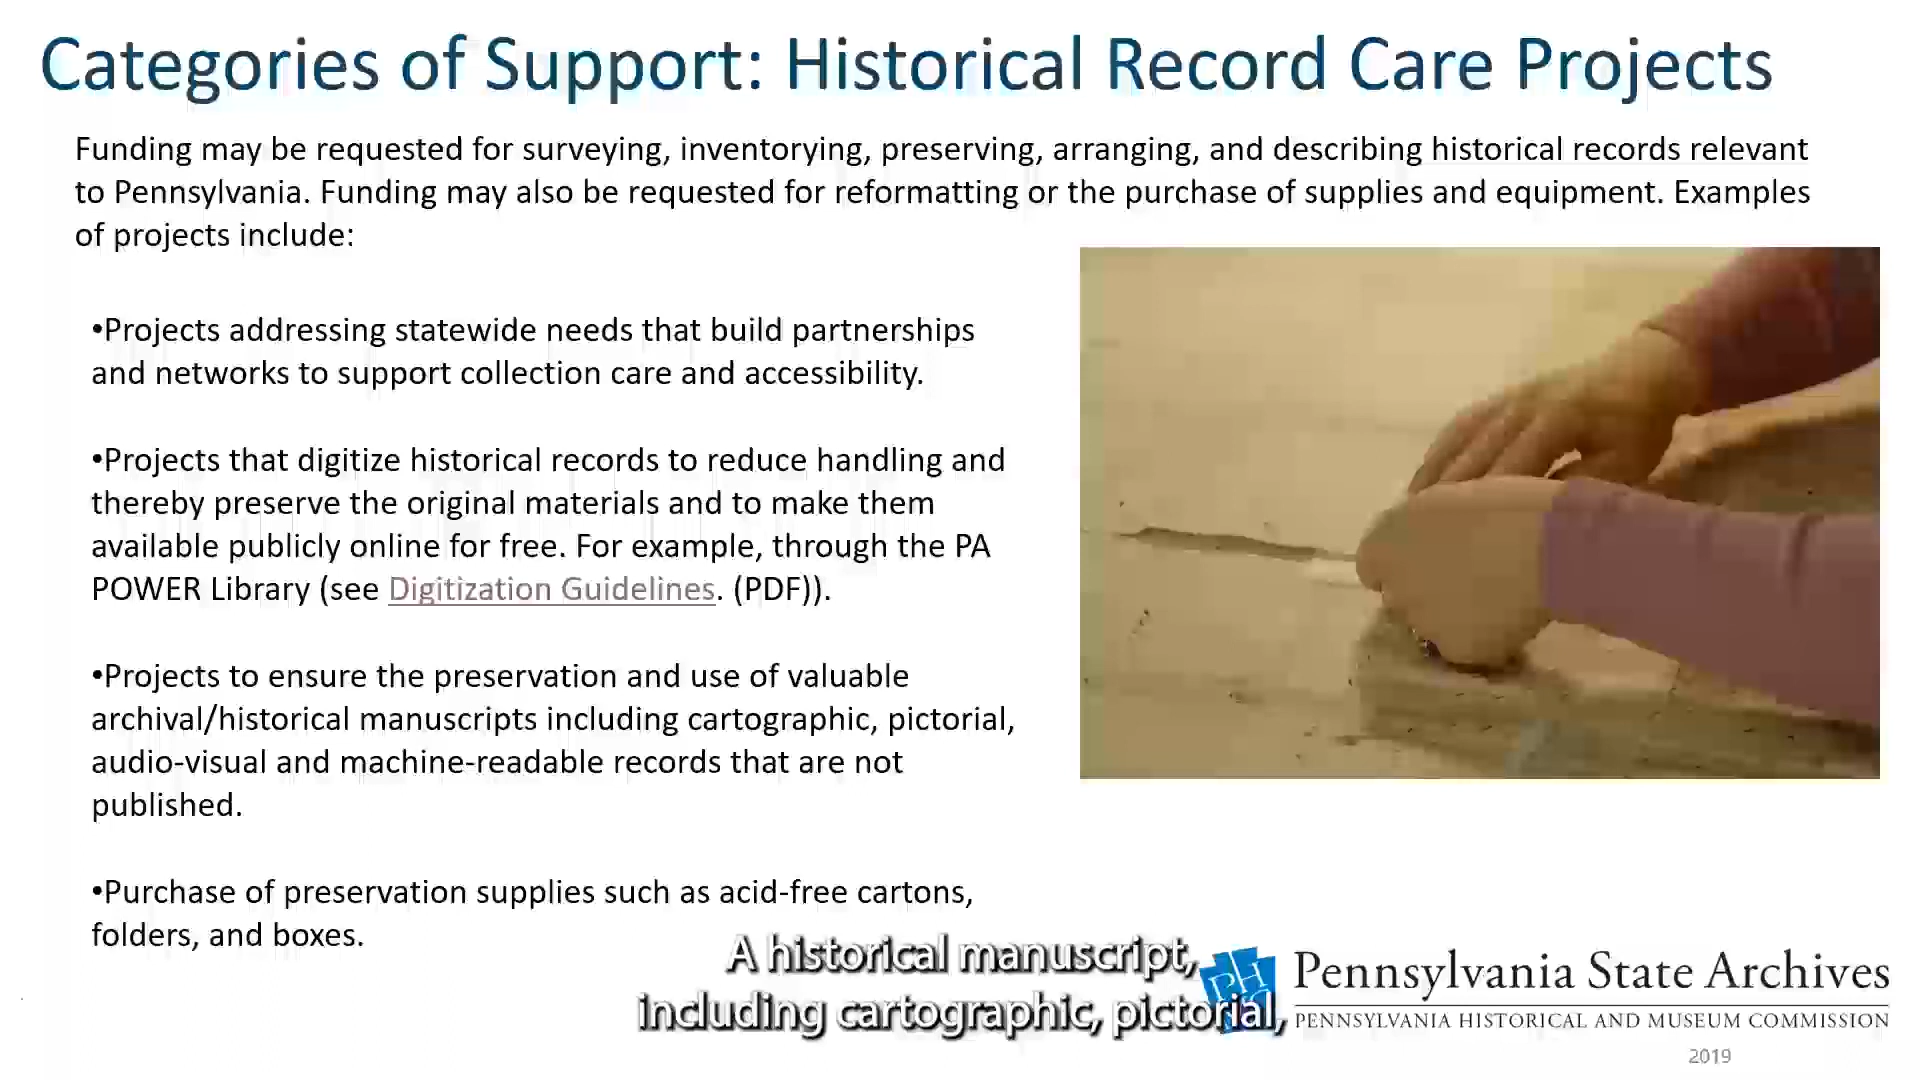 Categories of Support: Historical Record Care Projects
Funding may be requested for surveying, inventorying, preserving, arranging, and describing historical records relevant
to Pennsylvania. Funding may also be requested for reformatting or the purchase of supplies and equipment. Examples
of projects include:
•Projects addressing statewide needs that build partnerships
and networks to support collection care and accessibility.
•Projects that digitize historical records to reduce handling and
thereby preserve the original materials and to make them
available publicly online for free. For example, through the PA
POWER Library (see Digitization Guidelines. (PDF)).
•Projects to ensure the preservation and use of valuable
archival/historical manuscripts including cartographic, pictorial,
audio-visual and machine-readable records that are not
published.
•Purchase of preservation supplies such as acid-free cartons,
folders, and boxes.
A historical manuscript,
including cartographic, pictorial,
PH
Pennsylvania State Archives
PENNSYLVANIA HISTORICAL AND MUSEUM COMMISSION
2019